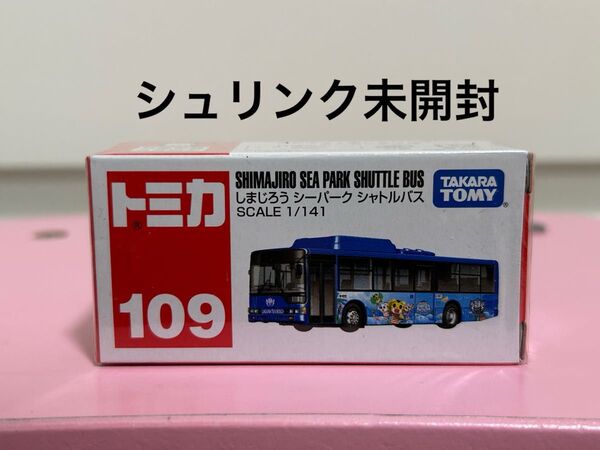 シュリンク未開封
トミカ
109
SHIMAJIRO SEA PARK SHUTTLE BUS
しまじろう シーパーク シャトルバス
SCALE 1/141
TAKARA TOMY